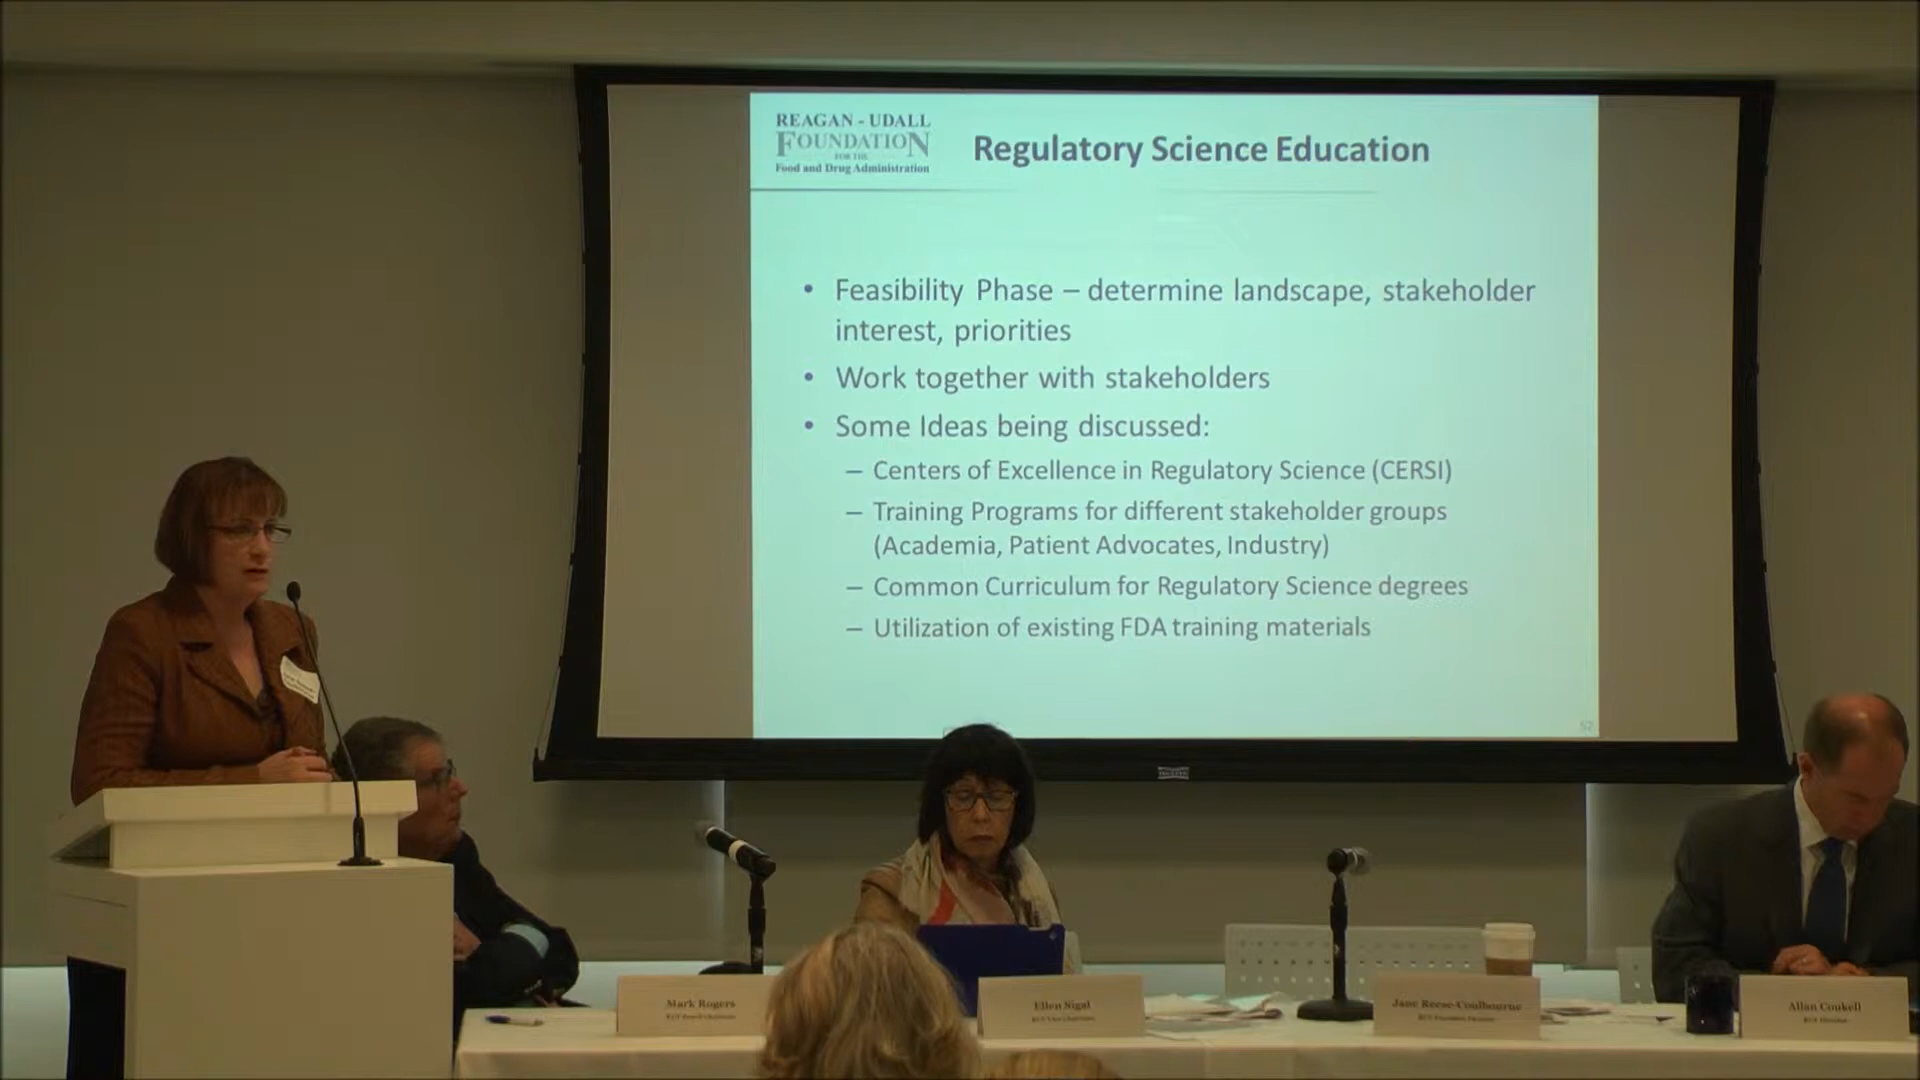 REAGAN - UDALL
FOUNDATION
FOR THE
Food and Drug Administration
Regulatory Science Education
• Feasibility Phase – determine landscape, stakeholder
interest, priorities
• Work together with stakeholders
• Some Ideas being discussed:
– Centers of Excellence in Regulatory Science (CERSI)
– Training Programs for different stakeholder groups
(Academia, Patient Advocates, Industry)
– Common Curriculum for Regulatory Science degrees
– Utilization of existing FDA training materials
52
Mark Rogers
Ellen Sigal
Jane Reese-Coulbourne
Allan Coukell